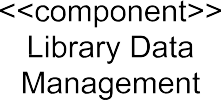 <<component>>
Library Data
Management